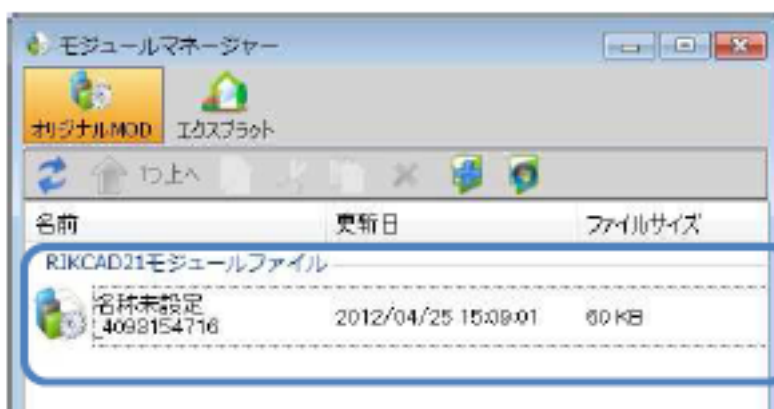 モジュールマネージャー
オリジナルMOD エクスプラット
1つ上へ
名前 更新日 ファイルサイズ
RIKCAD21モジュールファイル
名称未設定
_4098154716 2012/04/25 15:09:01 60 KB